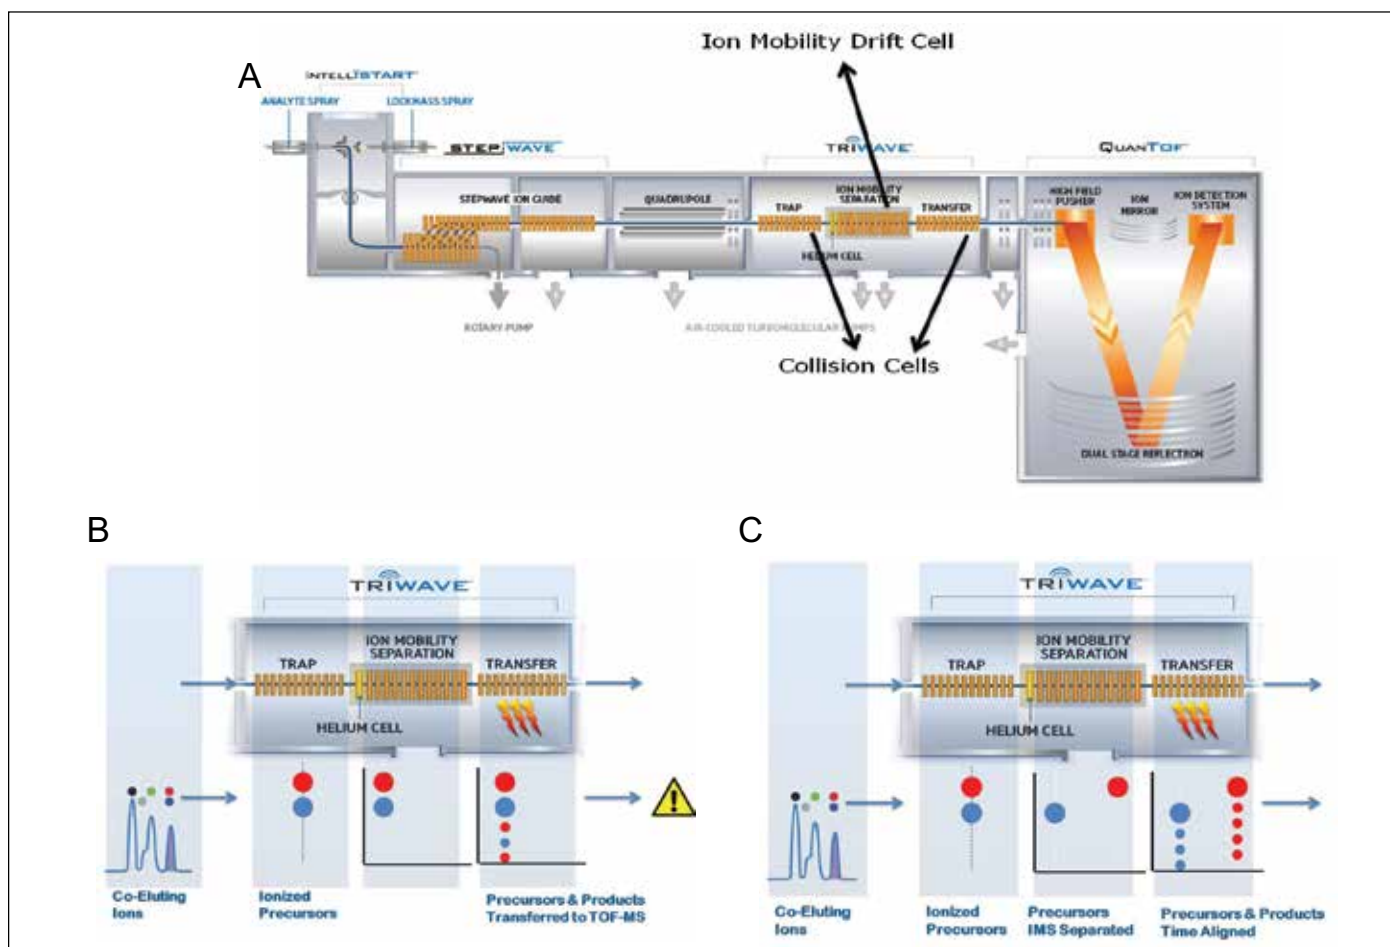 Ion Mobility Drift Cell
A
INTELLISTART
ANALYTE SPRAY
LOCKMASS SPRAY
STEPWAVE
TRIWAVE
QUANTOF
STEPWAVE ION GUIDE
QUADRUPOLE
ION MOBILITY
SEPARATION
TRAP
TRANSFER
HELIUM CELL
HIGH FIELD
PUSHER
ION
MIRROR
ION DETECTION
SYSTEM
ROTARY PUMP
AIR-COOLED TURBOMOLECULAR PUMPS
Collision Cells
DUAL STAGE REFLECTRON
B
TRIWAVE
ION MOBILITY
SEPARATION
TRAP
TRANSFER
HELIUM CELL
Co-Eluting
Ions
Ionized
Precursors
Precursors & Products
Transferred to TOF-MS
C
TRIWAVE
ION MOBILITY
SEPARATION
TRAP
TRANSFER
HELIUM CELL
Co-Eluting
Ions
Ionized
Precursors
Precursors
IMS Separated
Precursors & Products
Time Aligned